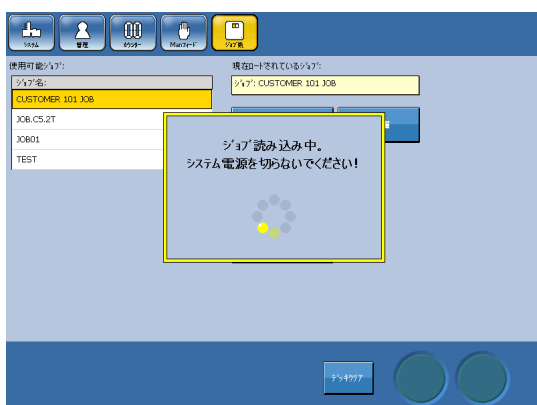 システム
管理
カウンター
Manフィード
ジョブ設
使用可能ジョブ:
現在ロードされているジョブ:
ジョブ名:
ジョブ: CUSTOMER 101 JOB
CUSTOMER 101 JOB
JOB.C5.2T
JOB01
TEST
ジョブ読み込み中。
システム電源を切らないでください!
デッキクリア